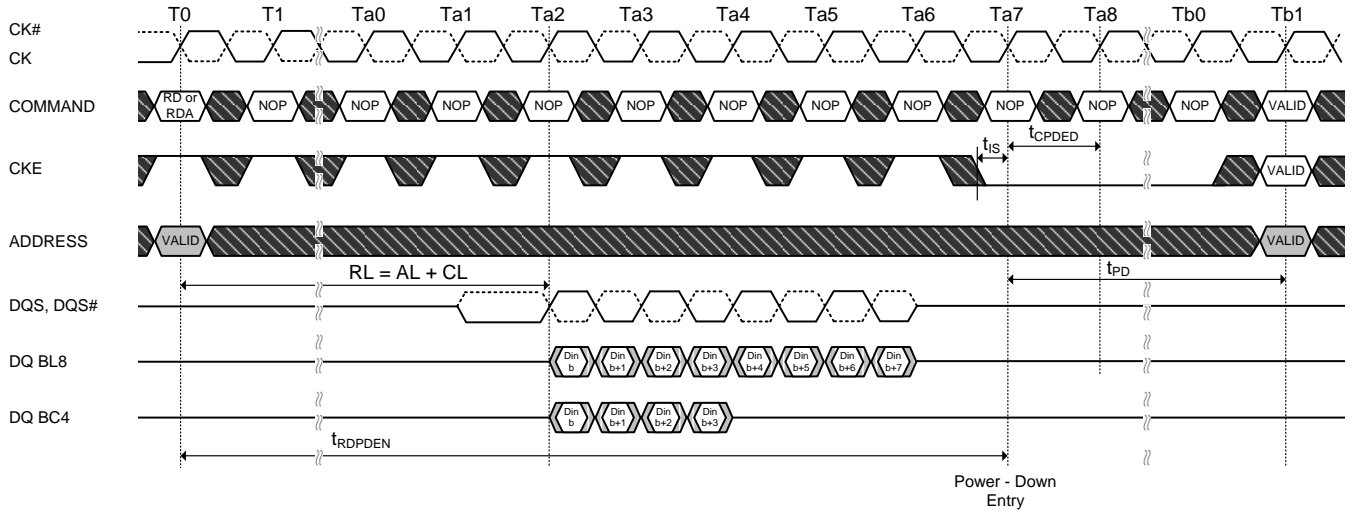 T0 T1 Ta0 Ta1 Ta2 Ta3 Ta4 Ta5 Ta6 Ta7 Ta8 Tb0 Tb1
CK#
CK
COMMAND
RD or
RDA
NOP NOP NOP NOP NOP NOP NOP NOP NOP NOP NOP VALID
tIS
tCPDED
CKE
VALID
ADDRESS
VALID
VALID
RL = AL + CL
tPD
DQS, DQS#
DQ BL8
Din
b
Din
b+1
Din
b+2
Din
b+3
Din
b+4
Din
b+5
Din
b+6
Din
b+7
DQ BC4
Din
b
Din
b+1
Din
b+2
Din
b+3
tRDPDEN
Power - Down
Entry